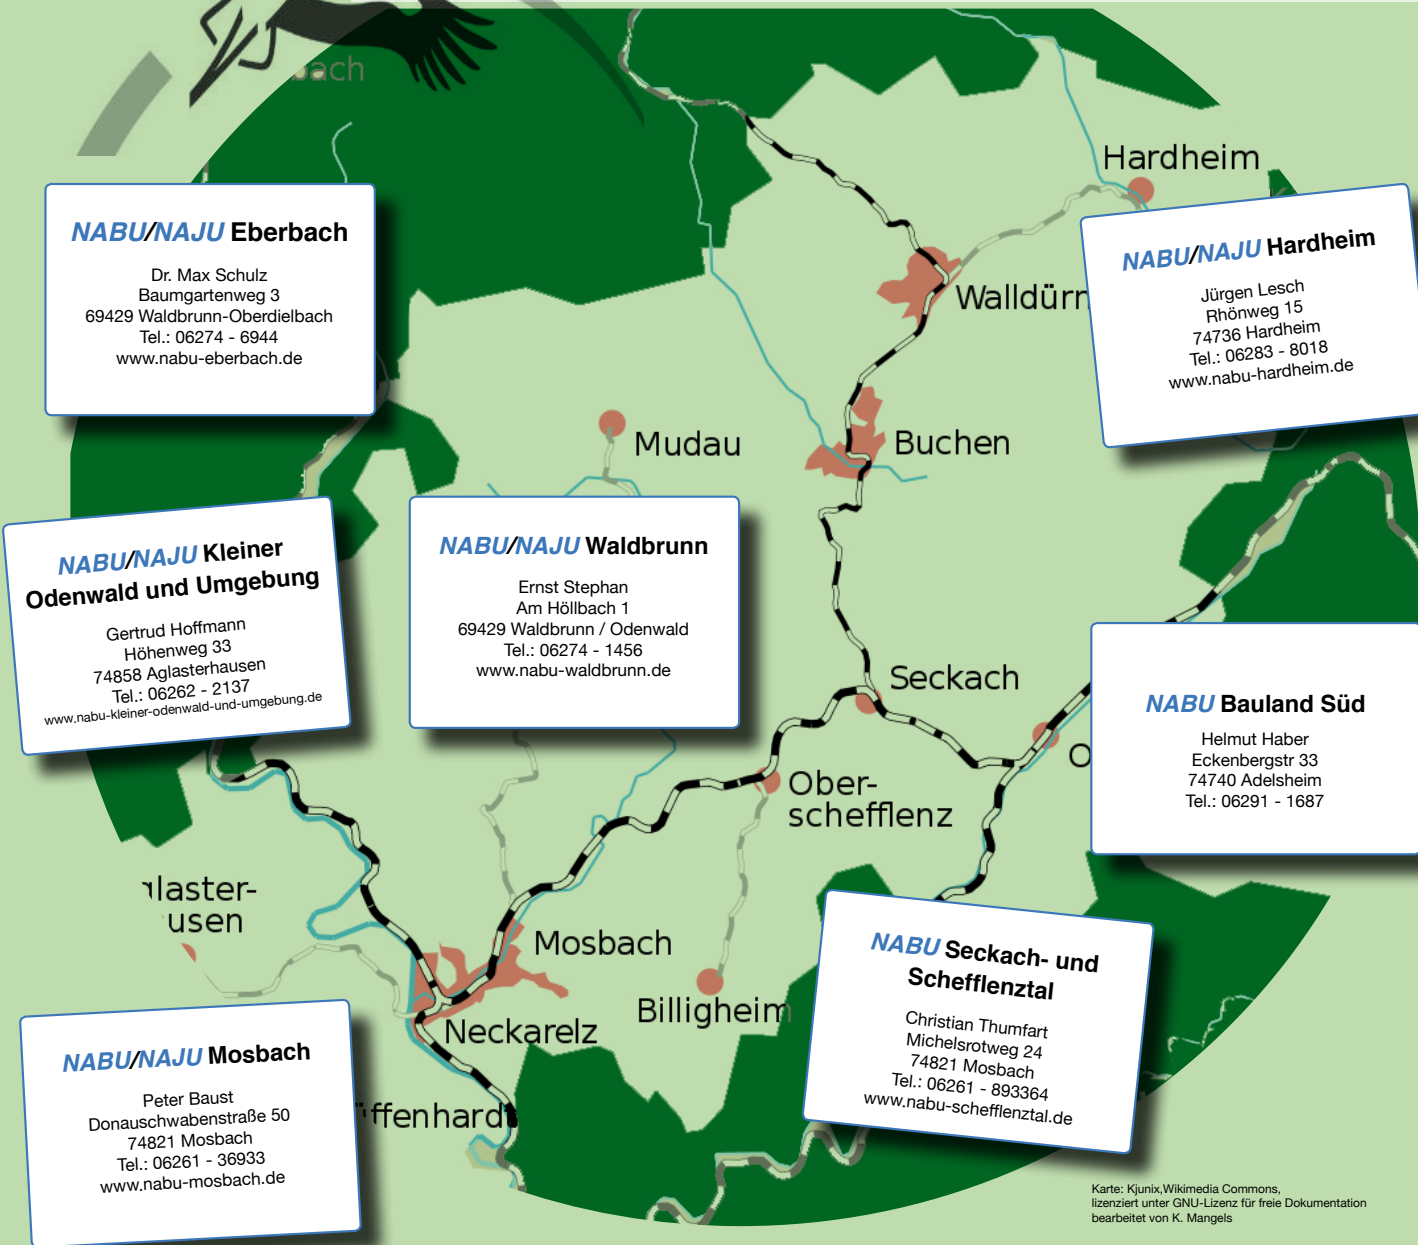 bach
Hardheim
NABU/NAJU Eberbach
Dr. Max Schulz
Baumgartenweg 3
69429 Waldbrunn-Oberdielbach
Tel.: 06274 - 6944
www.nabu-eberbach.de
NABU/NAJU Hardheim
Jürgen Lesch
Rhönweg 15
74736 Hardheim
Tel.: 06283 - 8018
www.nabu-hardheim.de
Walldürn
Mudau
Buchen
NABU/NAJU Kleiner
Odenwald und Umgebung
Gertrud Hoffmann
Höhenweg 33
74858 Aglasterhausen
Tel.: 06262 - 2137
www.nabu-kleiner-odenwald-und-umgebung.de
NABU/NAJU Waldbrunn
Ernst Stephan
Am Höllbach 1
69429 Waldbrunn / Odenwald
Tel.: 06274 - 1456
www.nabu-waldbrunn.de
Seckach
O
NABU Bauland Süd
Helmut Haber
Eckenbergstr 33
74740 Adelsheim
Tel.: 06291 - 1687
Ober-
schefflenz
glaster-
usen
Mosbach
Billigheim
Neckarelz
NABU Seckach- und
Schefflenztal
Christian Thumfart
Michelsrotweg 24
74821 Mosbach
Tel.: 06261 - 893364
www.nabu-schefflenztal.de
NABU/NAJU Mosbach
Peter Baust
Donauschwabenstraße 50
74821 Mosbach
Tel.: 06261 - 36933
www.nabu-mosbach.de
üffenhardt
Karte: Kjunix,Wikimedia Commons,
lizenziert unter GNU-Lizenz für freie Dokumentation
bearbeitet von K. Mangels